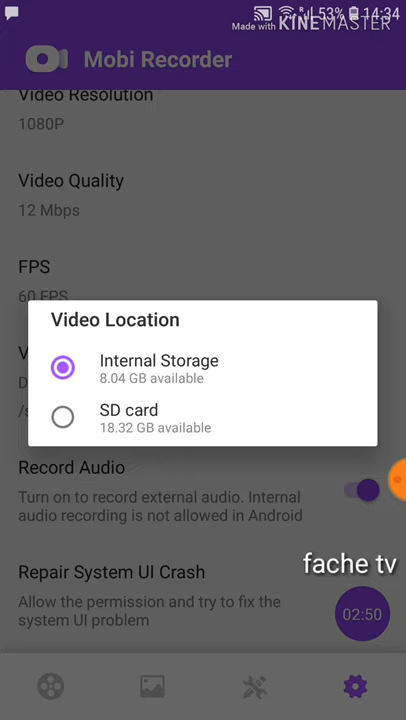 53% 14:34
Made with KINEMASTER
Mobi Recorder
Video Resolution
1080P
Video Quality
12 Mbps
FPS
60 FPS
Video Location
Internal Storage
8.04 GB available
SD card
18.32 GB available
V
D
/s
Record Audio
Turn on to record external audio. Internal
audio recording is not allowed in Android
fache tv
Repair System UI Crash
Allow the permission and try to fix the
system UI problem
02:50